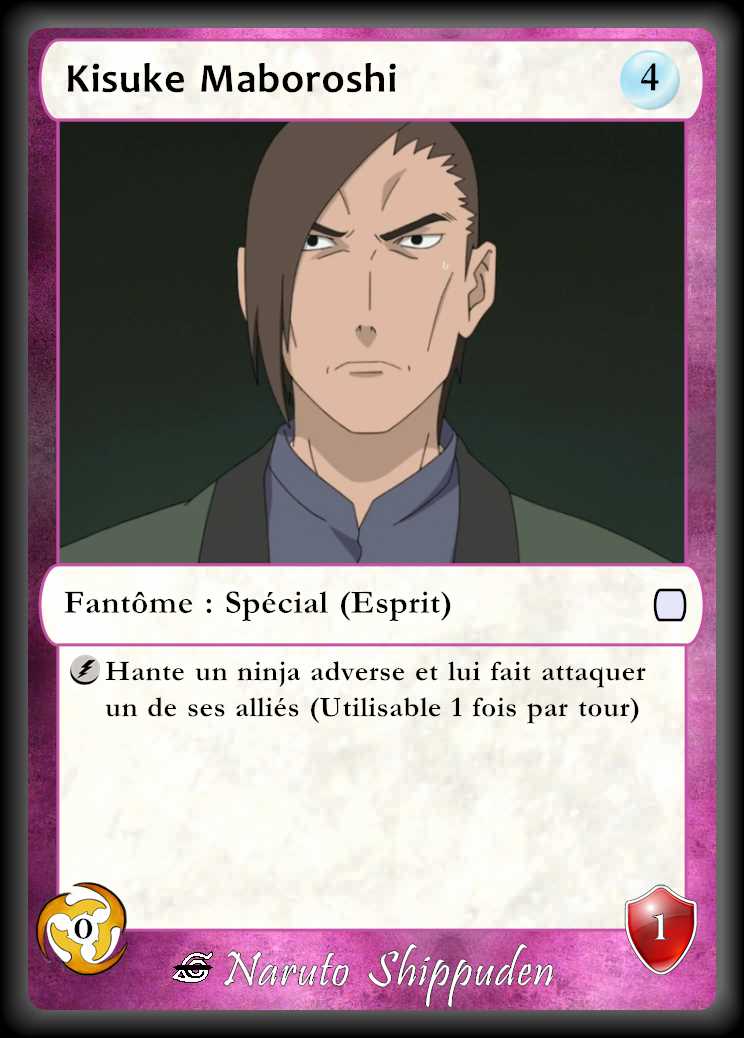 Kisuke Maboroshi
4
Fantôme : Spécial (Esprit)
Hante un ninja adverse et lui fait attaquer
un de ses alliés (Utilisable 1 fois par tour)
0
1
Naruto Shippuden